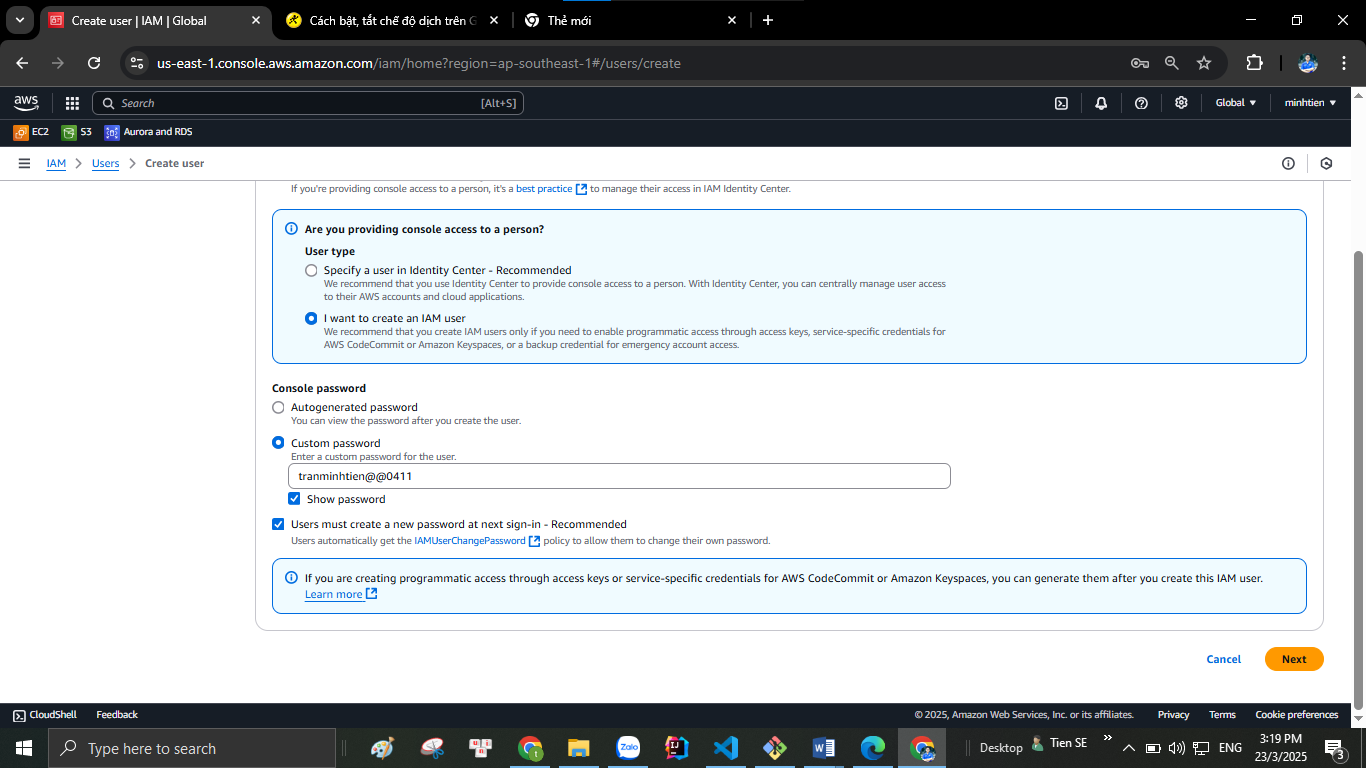 Create user | IAM | Global
Cách bật, tắt chế độ dịch trên G
Thẻ mới
us-east-1.console.aws.amazon.com/iam/home?region=ap-southeast-1#/users/create
aws
Search
[Alt+S]
Global
minhtien
EC2
S3
Aurora and RDS
IAM
Users
Create user
If you're providing console access to a person, it's a best practice to manage their access in IAM Identity Center.
Are you providing console access to a person?
User type
Specify a user in Identity Center - Recommended
We recommend that you use Identity Center to provide console access to a person. With Identity Center, you can centrally manage user access
to their AWS accounts and cloud applications.
I want to create an IAM user
We recommend that you create IAM users only if you need to enable programmatic access through access keys, service-specific credentials for
AWS CodeCommit or Amazon Keyspaces, or a backup credential for emergency account access.
Console password
Autogenerated password
You can view the password after you create the user.
Custom password
Enter a custom password for the user.
tranminhtien@@0411
Show password
Users must create a new password at next sign-in - Recommended
Users automatically get the IAMUserChangePassword policy to allow them to change their own password.
If you are creating programmatic access through access keys or service-specific credentials for AWS CodeCommit or Amazon Keyspaces, you can generate them after you create this IAM user.
Learn more
Cancel
Next
CloudShell
Feedback
© 2025, Amazon Web Services, Inc. or its affiliates.
Privacy
Terms
Cookie preferences
Type here to search
Zalo
Desktop
Tien SE
ENG
3:19 PM
23/3/2025
3